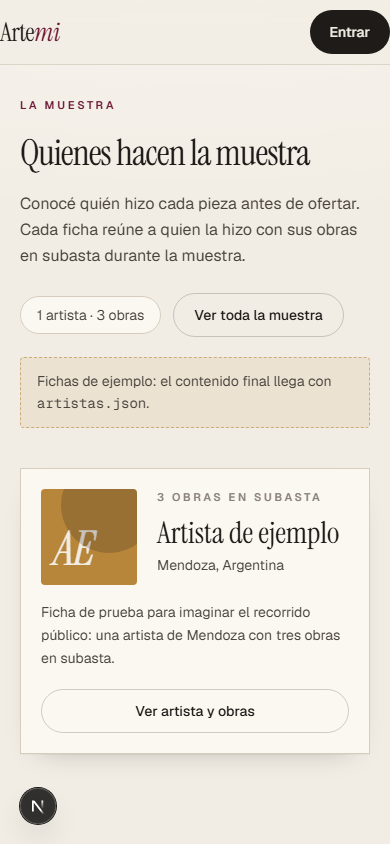 Artemi
Entrar
LA MUESTRA
Quienes hacen la muestra
Conocé quién hizo cada pieza antes de ofertar.
Cada ficha reúne a quien la hizo con sus obras
en subasta durante la muestra.
1 artista · 3 obras
Ver toda la muestra
Fichas de ejemplo: el contenido final llega con
artistas.json.
3 OBRAS EN SUBASTA
AE
Artista de ejemplo
Mendoza, Argentina
Ficha de prueba para imaginar el recorrido
público: una artista de Mendoza con tres obras
en subasta.
Ver artista y obras
N